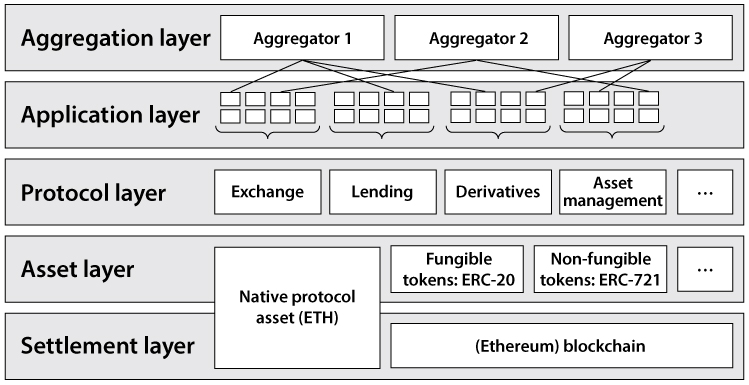 Aggregation layer
Aggregator 1
Aggregator 2
Aggregator 3
Application layer
Protocol layer
Exchange
Lending
Derivatives
Asset
management
...
Asset layer
Native protocol
asset (ETH)
Fungible
tokens: ERC-20
Non-fungible
tokens: ERC-721
...
Settlement layer
(Ethereum) blockchain